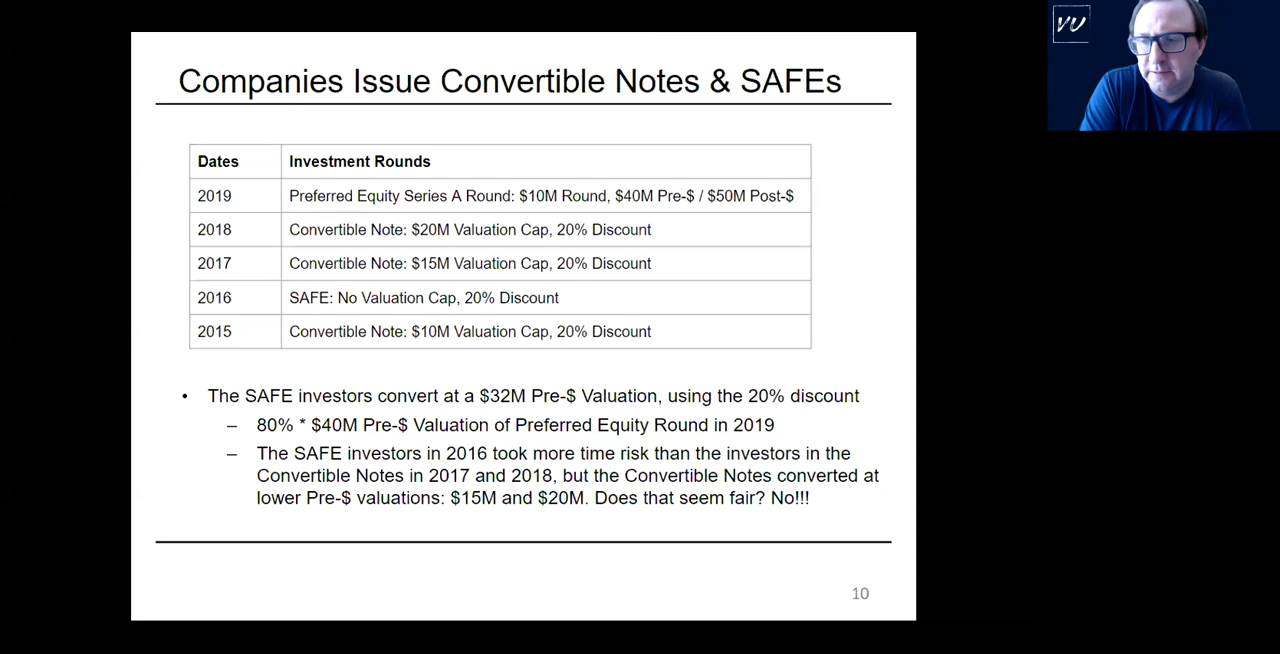 Companies Issue Convertible Notes & SAFEs
VU
Dates Investment Rounds
2019 Preferred Equity Series A Round: $10M Round, $40M Pre-$ / $50M Post-$
2018 Convertible Note: $20M Valuation Cap, 20% Discount
2017 Convertible Note: $15M Valuation Cap, 20% Discount
2016 SAFE: No Valuation Cap, 20% Discount
2015 Convertible Note: $10M Valuation Cap, 20% Discount
• The SAFE investors convert at a $32M Pre-$ Valuation, using the 20% discount
– 80% * $40M Pre-$ Valuation of Preferred Equity Round in 2019
– The SAFE investors in 2016 took more time risk than the investors in the
Convertible Notes in 2017 and 2018, but the Convertible Notes converted at
lower Pre-$ valuations: $15M and $20M. Does that seem fair? No!!!
10